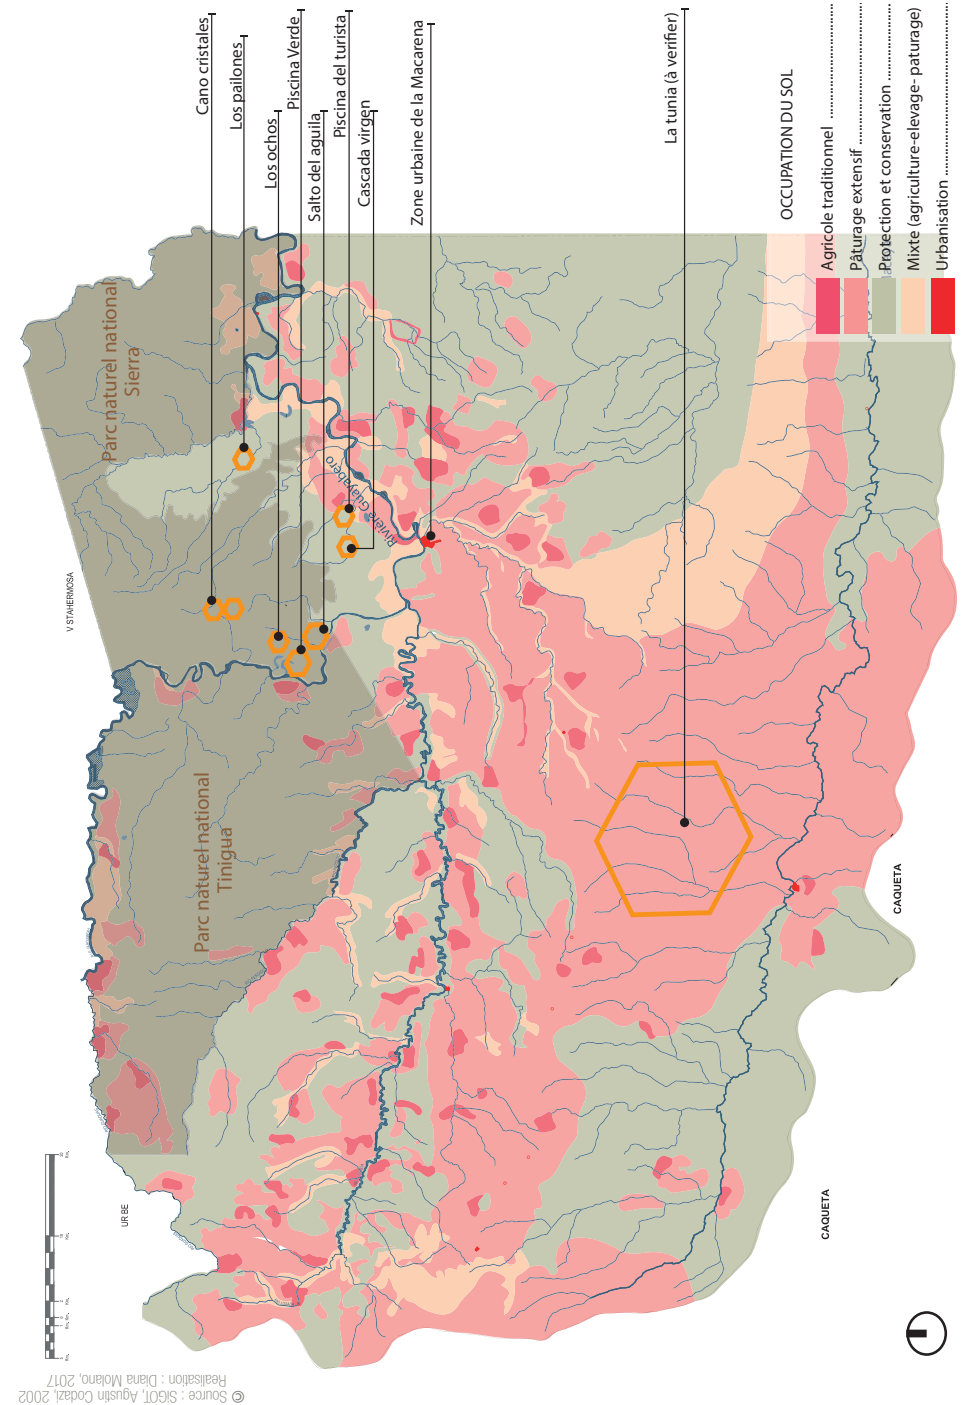 Cano cristales
Los pailones
Los ochos
Piscina Verde
Salto del aguila
Piscina del turista
Cascada virgen
Zone urbaine de la Macarena
La tunia (à verifier)
OCCUPATION DU SOL
Agricole traditionnel
Pâturage extensif
Protection et conservation
Mixte (agriculture-elevage- paturage)
Urbanisation
Parc naturel national
Sierra
Rivière Guayabero
V STAHERMOSA
Parc naturel national
Tinigua
UR BE
CAQUETA
CAQUETA
© Source : SIGOT, Agustin Codazi, 2002
Realisation : Diana Molano, 2017